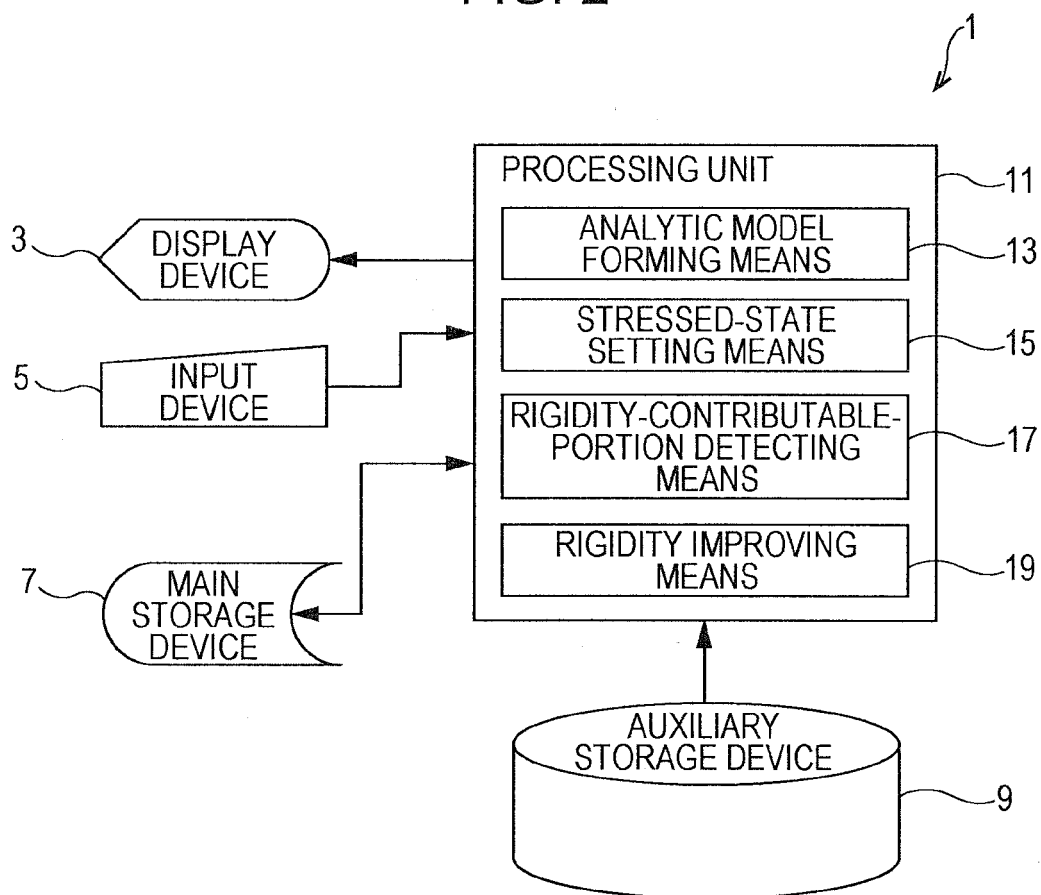 1
PROCESSING UNIT
11
ANALYTIC MODEL
FORMING MEANS
13
3
DISPLAY
DEVICE
STRESSED-STATE
SETTING MEANS
15
5
INPUT
DEVICE
RIGIDITY-CONTRIBUTABLE-
PORTION DETECTING
MEANS
17
RIGIDITY IMPROVING
MEANS
19
7
MAIN
STORAGE
DEVICE
AUXILIARY
STORAGE DEVICE
9